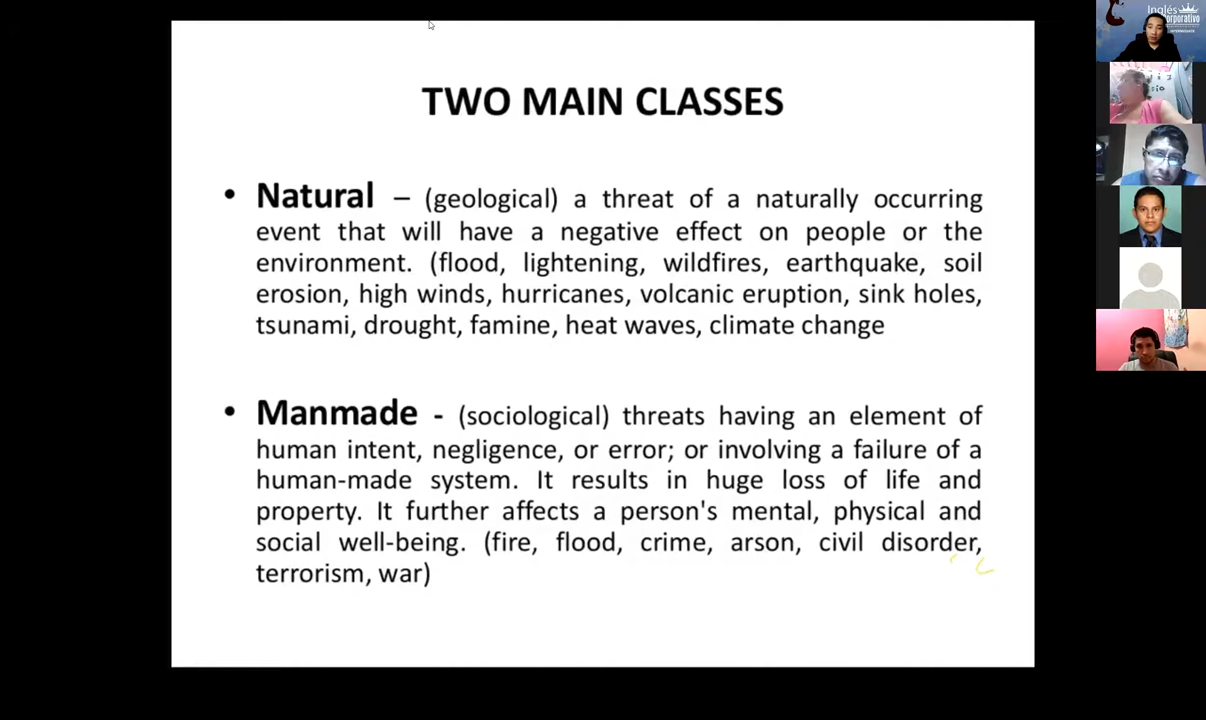 TWO MAIN CLASSES
• Natural – (geological) a threat of a naturally occurring
event that will have a negative effect on people or the
environment. (flood, lightening, wildfires, earthquake, soil
erosion, high winds, hurricanes, volcanic eruption, sink holes,
tsunami, drought, famine, heat waves, climate change
• Manmade - (sociological) threats having an element of
human intent, negligence, or error; or involving a failure of a
human-made system. It results in huge loss of life and
property. It further affects a person's mental, physical and
social well-being. (fire, flood, crime, arson, civil disorder,
terrorism, war)
Inglés
orporativo